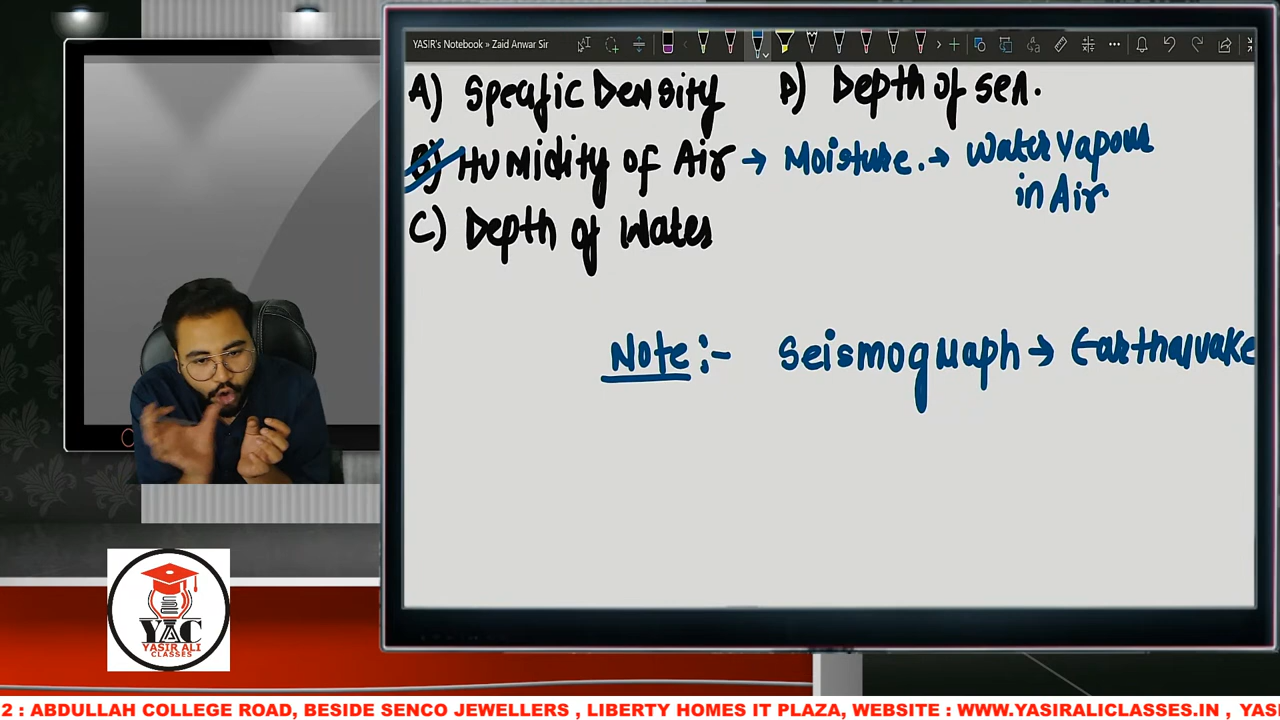 YASIR's Notebook » Zaid Anwar Sir
A) Specific Density D) Depth of sea.
B) Humidity of Air → Moisture. → Water vapour
in Air
C) Depth of Water
Note:- Seismograph → Earthquake
YAC
YASIR ALI
CLASSES
2 : ABDULLAH COLLEGE ROAD, BESIDE SENCO JEWELLERS , LIBERTY HOMES IT PLAZA, WEBSITE : WWW.YASIRALICLASSES.IN , YAS